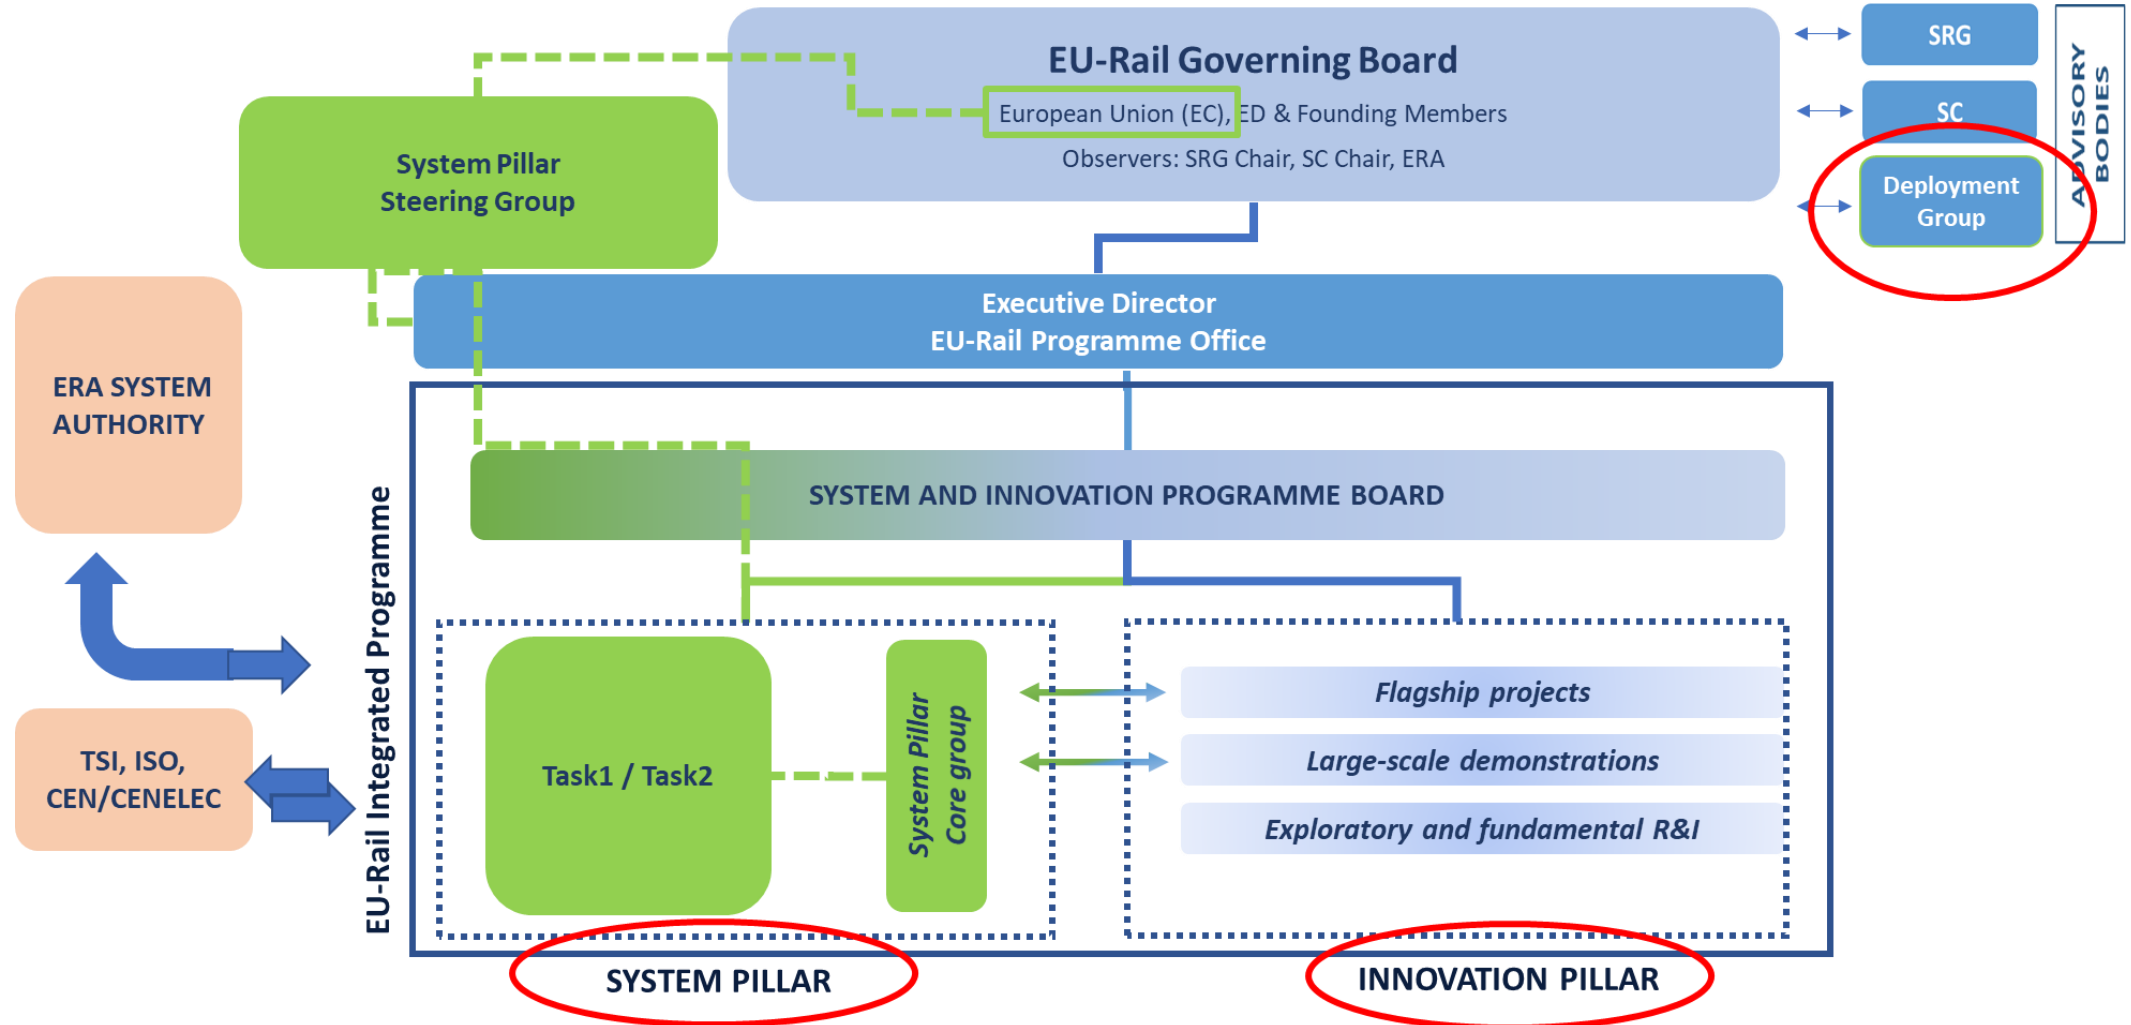 EU-Rail Governing Board
European Union (EC), ED & Founding Members
Observers: SRG Chair, SC Chair, ERA
SRG
SC
Deployment
Group
ADVISORY
BODIES
System Pillar
Steering Group
Executive Director
EU-Rail Programme Office
ERA SYSTEM
AUTHORITY
TSI, ISO,
CEN/CENELEC
EU-Rail Integrated Programme
SYSTEM AND INNOVATION PROGRAMME BOARD
Task1 / Task2
System Pillar
Core group
Flagship projects
Large-scale demonstrations
Exploratory and fundamental R&I
SYSTEM PILLAR
INNOVATION PILLAR